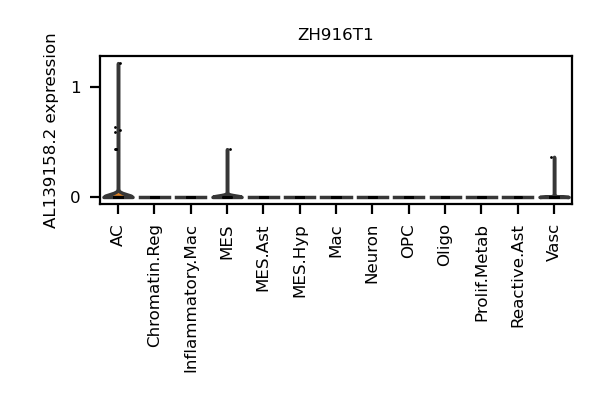 ZH916T1
AL139158.2 expression
1
0
AC
Chromatin.Reg
Inflammatory.Mac
MES
MES.Ast
MES.Hyp
Mac
Neuron
OPC
Oligo
Prolif.Metab
Reactive.Ast
Vasc